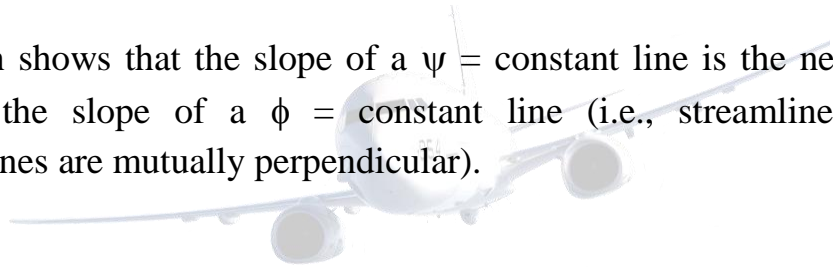 shows that the slope of a ψ = constant line is the ne
the slope of a ϕ = constant line (i.e., streamline
nes are mutually perpendicular).